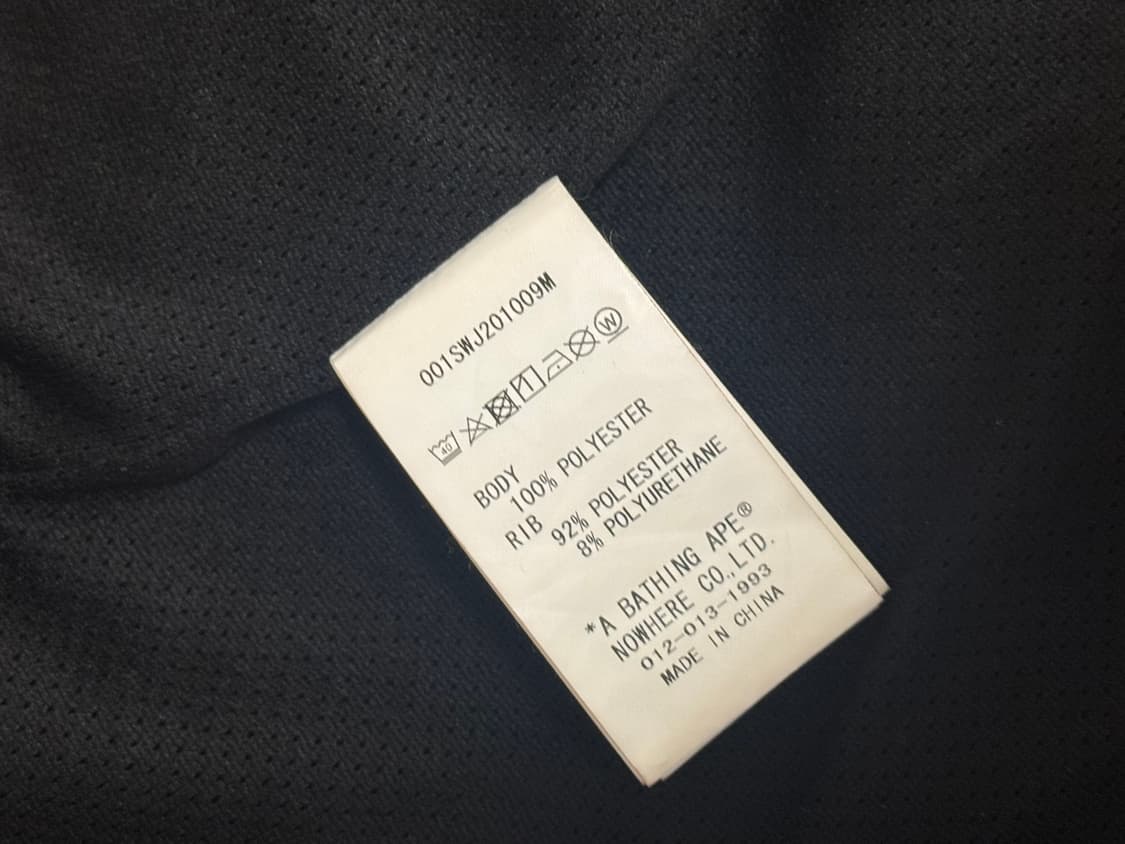 001SWJ201009M
40 W
BODY
100% POLYESTER
RIB
92% POLYESTER
8% POLYURETHANE
*A BATHING APE®
NOWHERE CO.,LTD.
012-013-1993
MADE IN CHINA